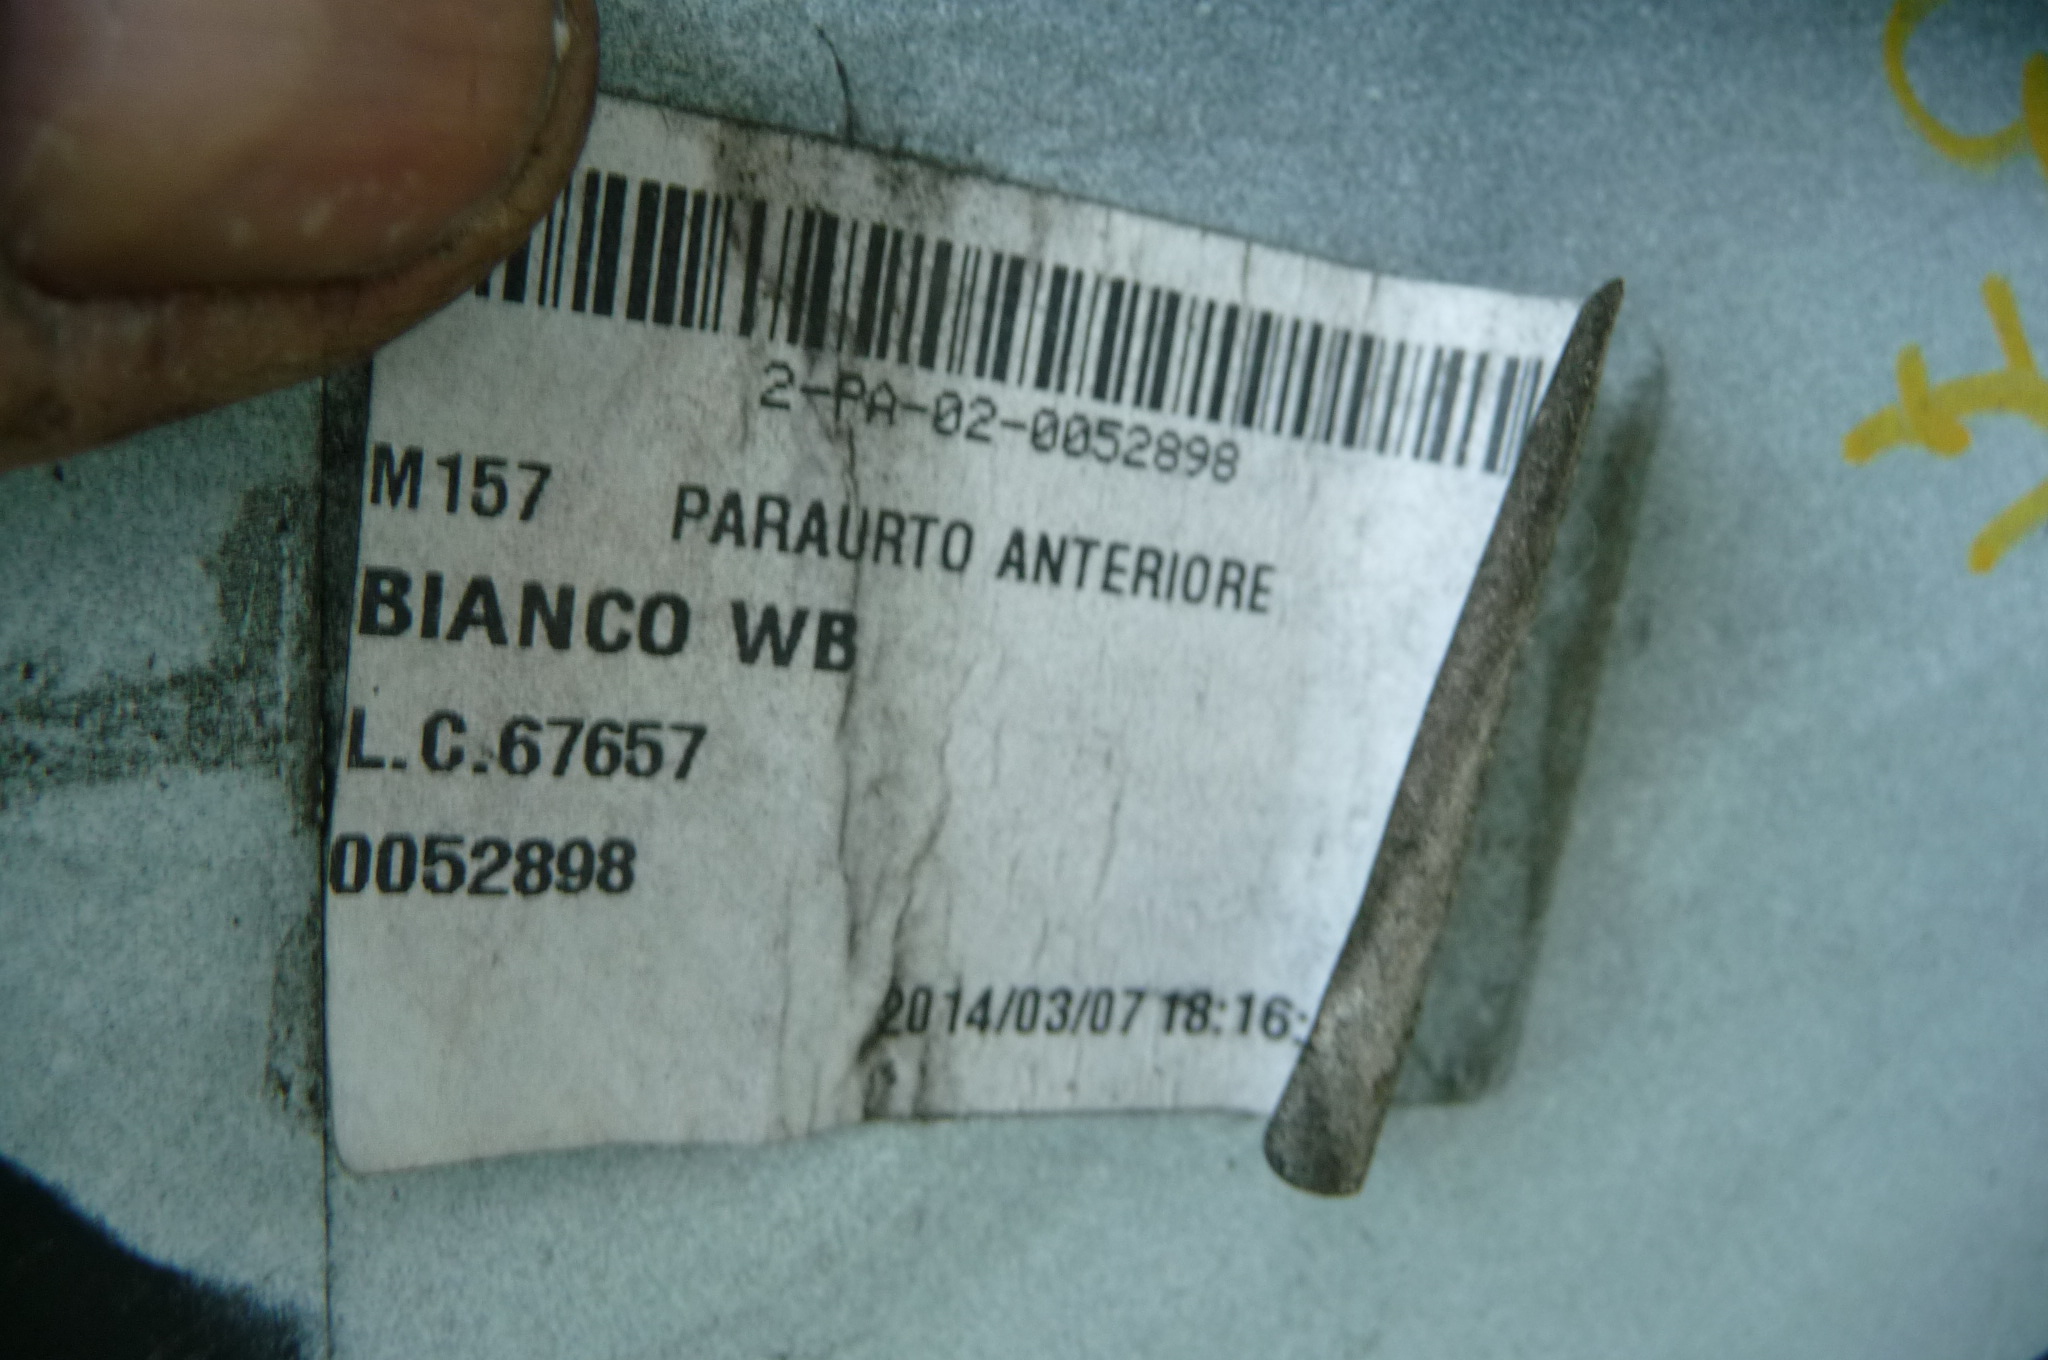 2-PA-02-0052898
M157 PARAURTO ANTERIORE
BIANCO WB
L.C.67657
0052898
2014/03/07 18:16: